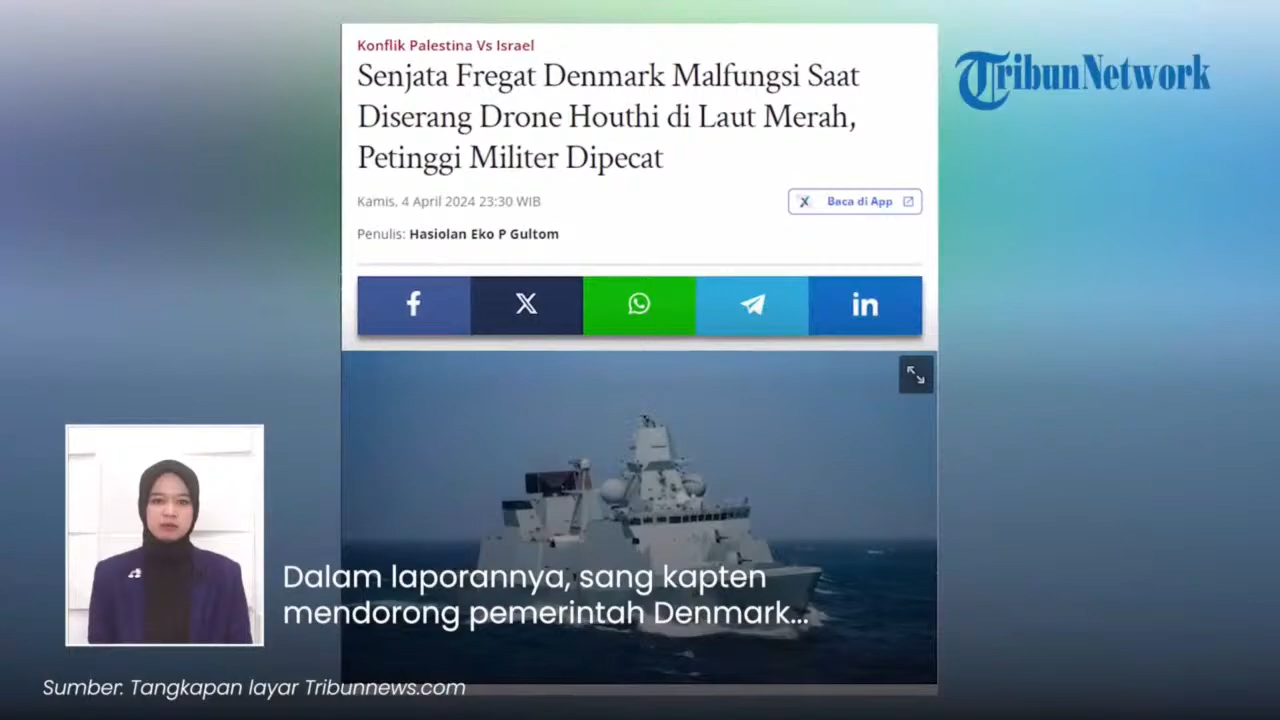 Konflik Palestina Vs Israel
Senjata Fregat Denmark Malfungsi Saat
Diserang Drone Houthi di Laut Merah,
Petinggi Militer Dipecat
Kamis, 4 April 2024 23:30 WIB
Baca di App
Penulis: Hasiolan Eko P Gultom
TribunNetwork
Dalam laporannya, sang kapten
mendorong pemerintah Denmark...
Sumber: Tangkapan layar Tribunnews.com